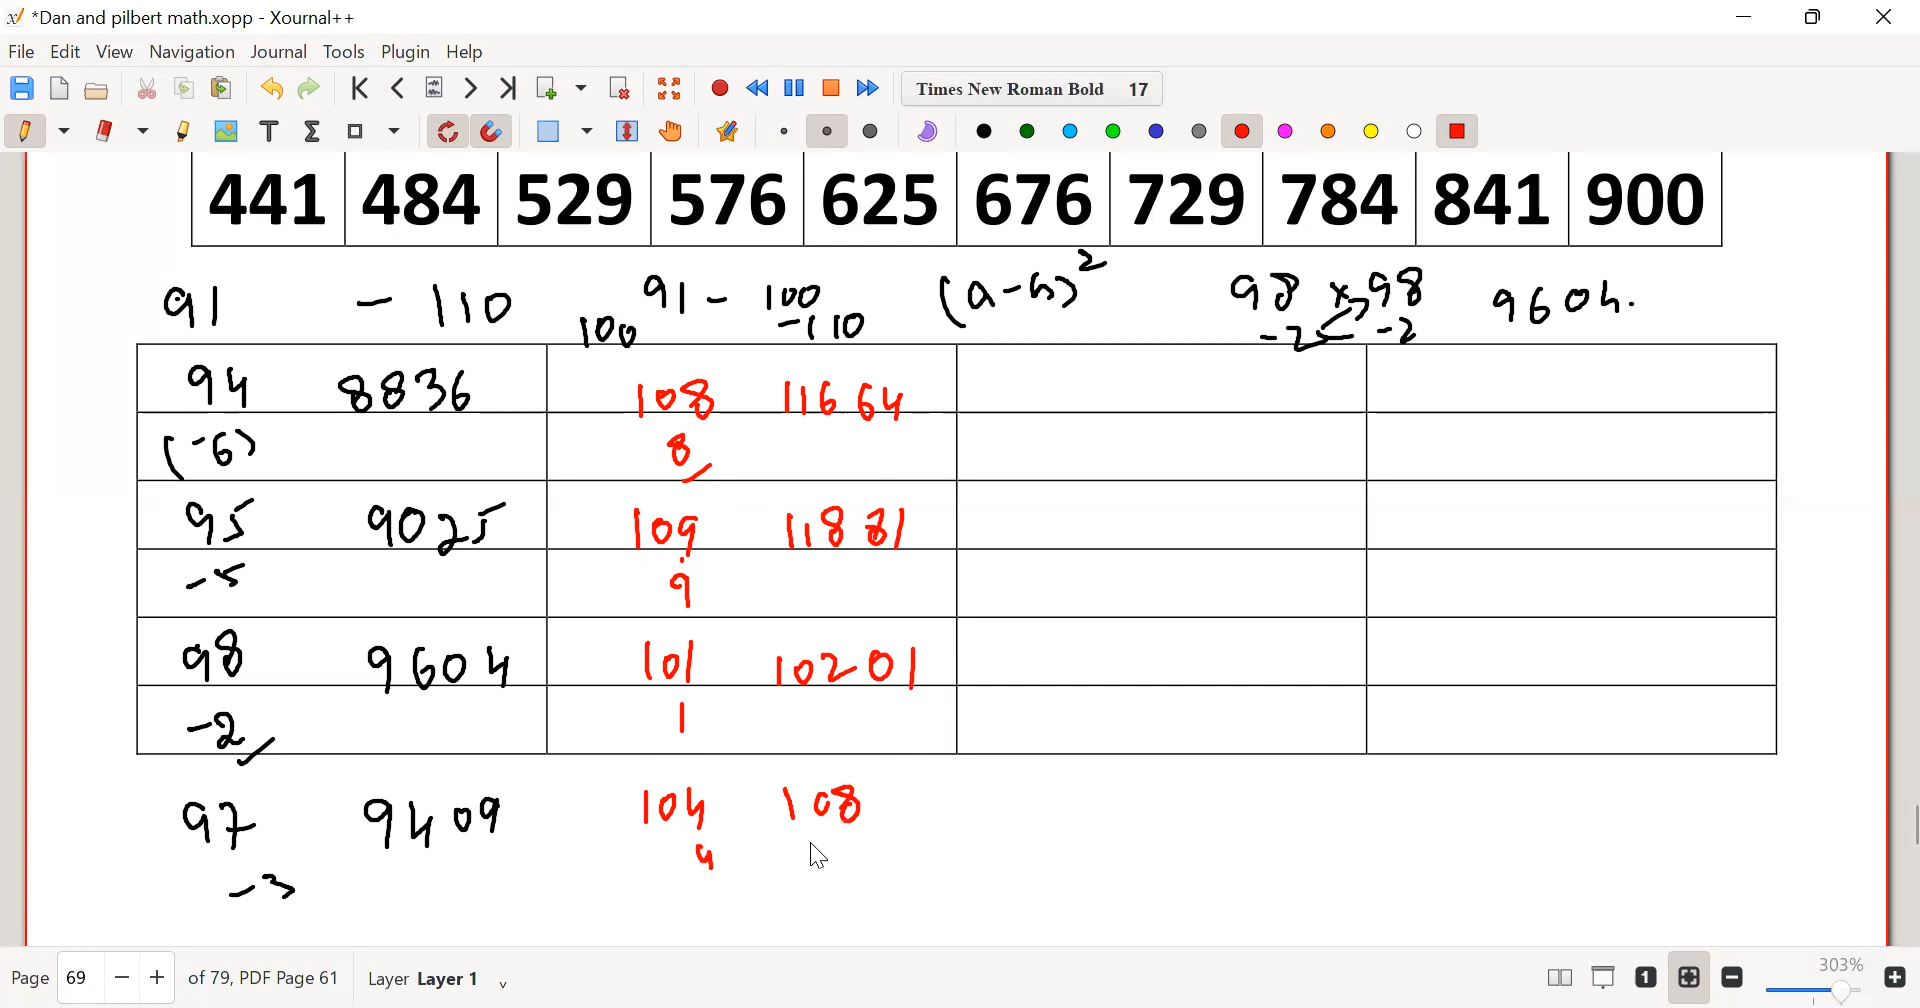 *Dan and pilbert math.xopp - Xournal++
File Edit View Navigation Journal Tools Plugin Help
Times New Roman Bold 17
441 484 529 576 625 676 729 784 841 900
91 - 110 91 - 100 (a-b)² 98 x 98 9604.
100 -110 -2 -2
94 8836 108 11664
(-6) 8
95 9025 109 11881
-5 9
98 9604 101 10201
-2 1
97 9409 104 108
-3 4
Page 69 of 79, PDF Page 61 Layer Layer 1 303%